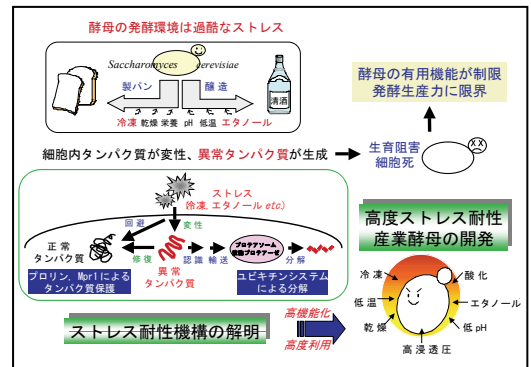 酵母の発酵環境は過酷なストレス
Saccharomyces cerevisiae
製パン 醸造
清酒
冷凍 乾燥 栄養 pH 低温 エタノール
酵母の有用機能が制限
発酵生産力に限界
細胞内タンパク質が変性、異常タンパク質が生成
生育阻害
細胞死
ストレス
(冷凍, エタノール etc.)
回避 変性
正常
タンパク質
修復
異常
タンパク質
認識 輸送
プロテアソーム
分解
プロリン, Mpr1による
タンパク質保護
ユビキチンシステム
による分解
高度ストレス耐性
産業酵母の開発
冷凍 酸化
低温 エタノール
乾燥 低pH
高浸透圧
ストレス耐性機構の解明
高機能化
高度利用